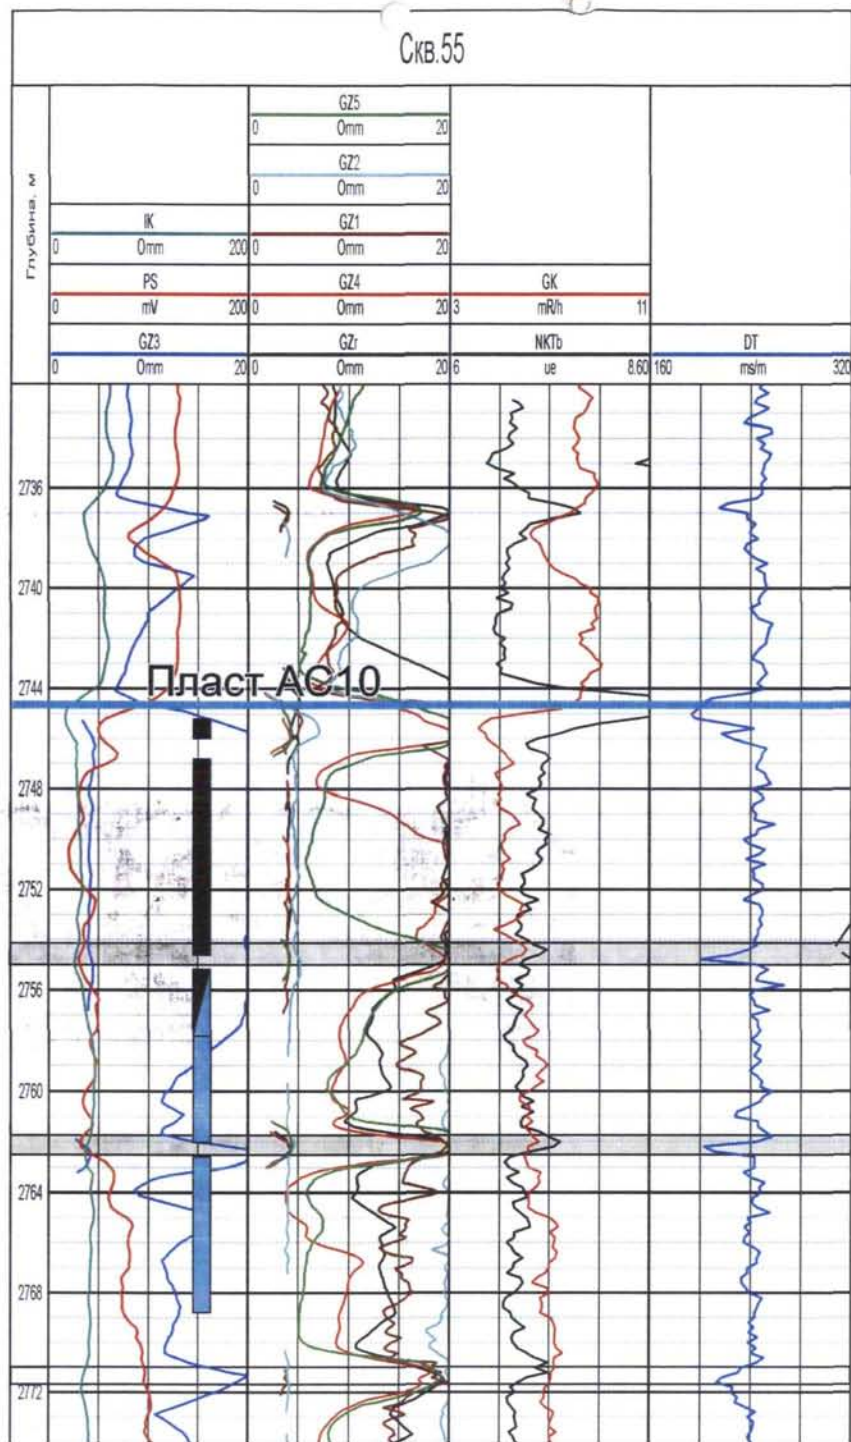 Скв.55
Глубина, м
GZ5
0 Omm 20
GZ2
0 Omm 20
IK
0 Omm 200
GZ1
0 Omm 20
PS
0 mV 200
GZ4
0 Omm 20
GK
3 mR/h 11
GZ3
0 Omm 20
GZr
0 Omm 20
NKTb
6 ue 8.60
DT
160 ms/m 320
2736
2740
2744
Пласт АС10
2748
2752
2756
2760
2764
2768
2772